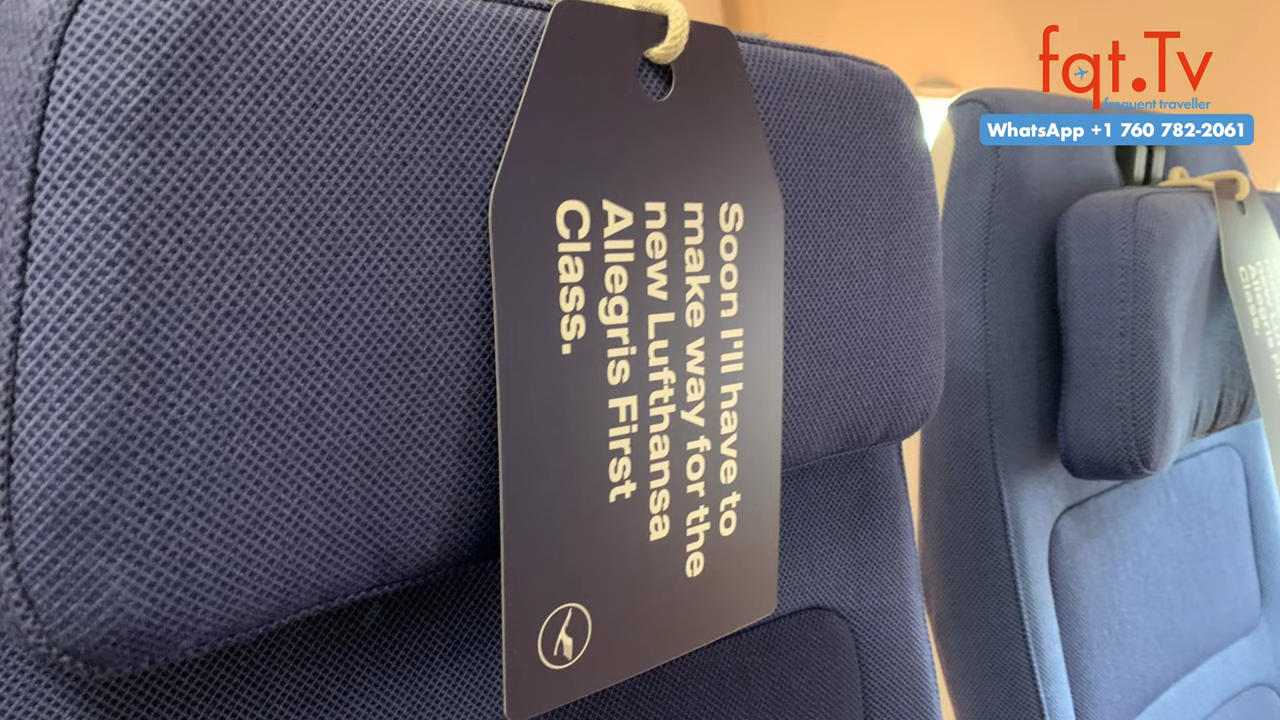 fqt.Tv
frequent traveller
WhatsApp +1 760 782-2061
Soon I'll have to
make way for the
new Lufthansa
Allegris First
Class.
Class.